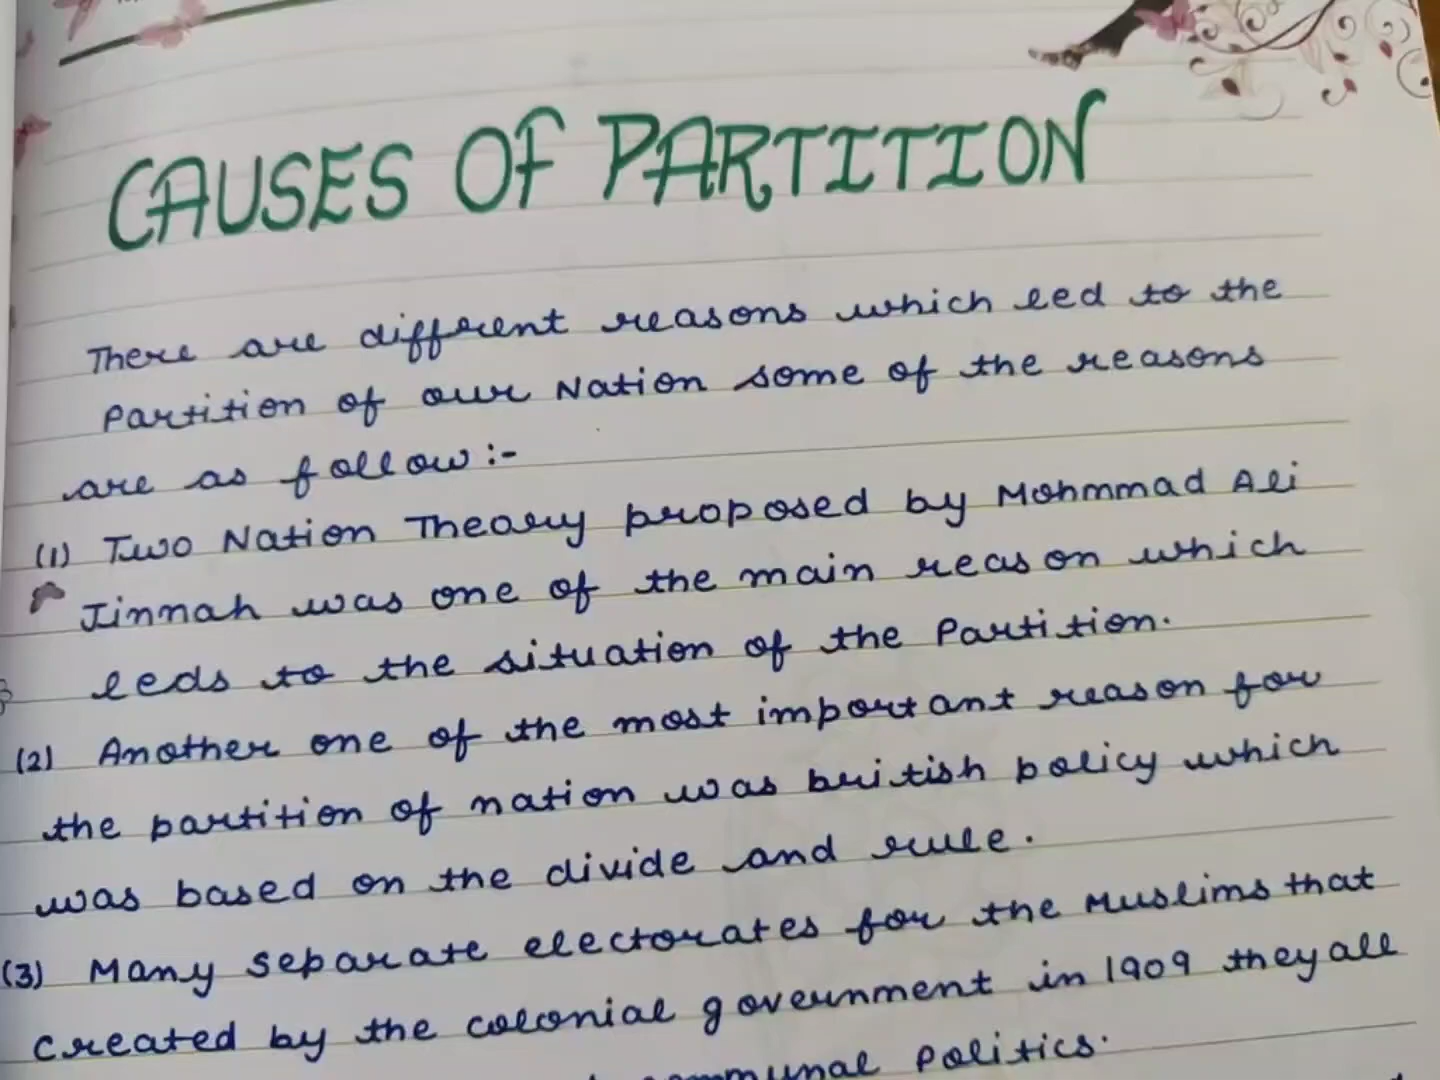 CAUSES OF PARTITION
There are different reasons which led to the
Partition of our Nation some of the reasons
are as follow:-
(1) Two Nation Theory proposed by Mohmmad Ali
Jinnah was one of the main reason which
leds to the situation of the Partition.
(2) Another one of the most important reason for
the partition of nation was british policy which
was based on the divide and rule.
(3) Many separate electorates for the Muslims that
created by the colonial government in 1909 they all
politics.